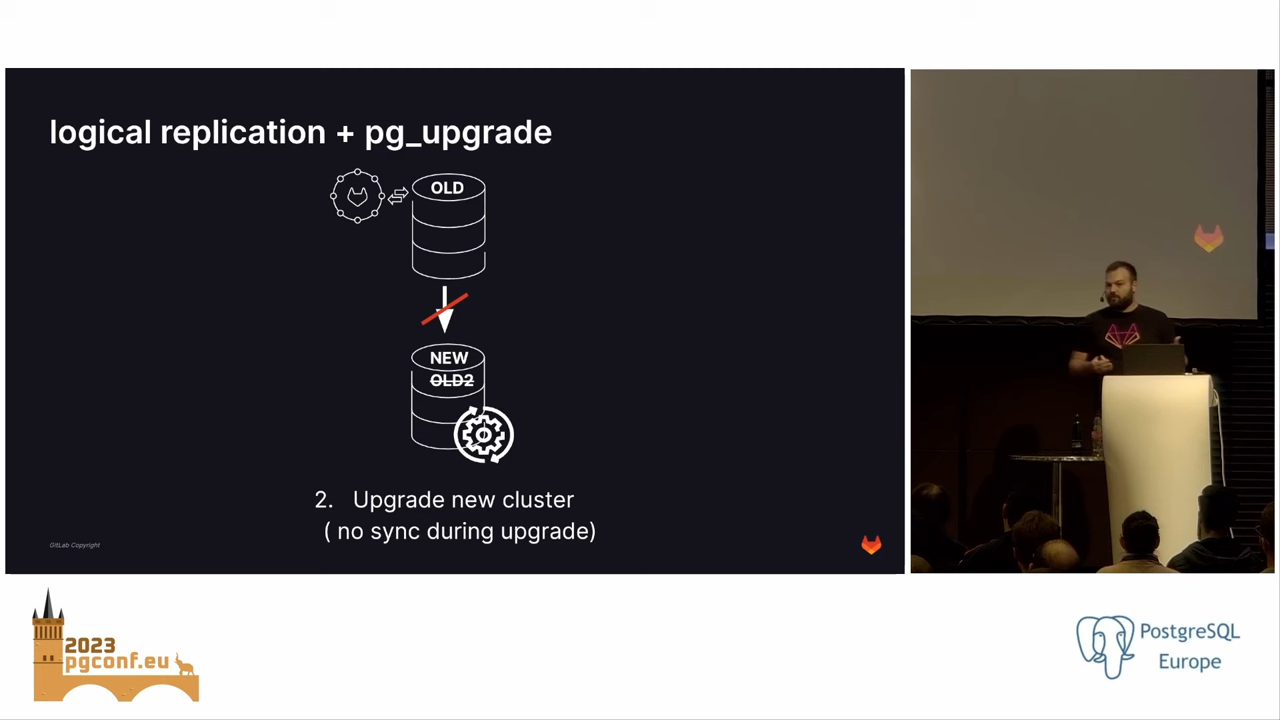 logical replication + pg_upgrade
OLD
NEW
OLD2
2. Upgrade new cluster
( no sync during upgrade)
GitLab Copyright
2023
pgconf.eu
PostgreSQL
Europe